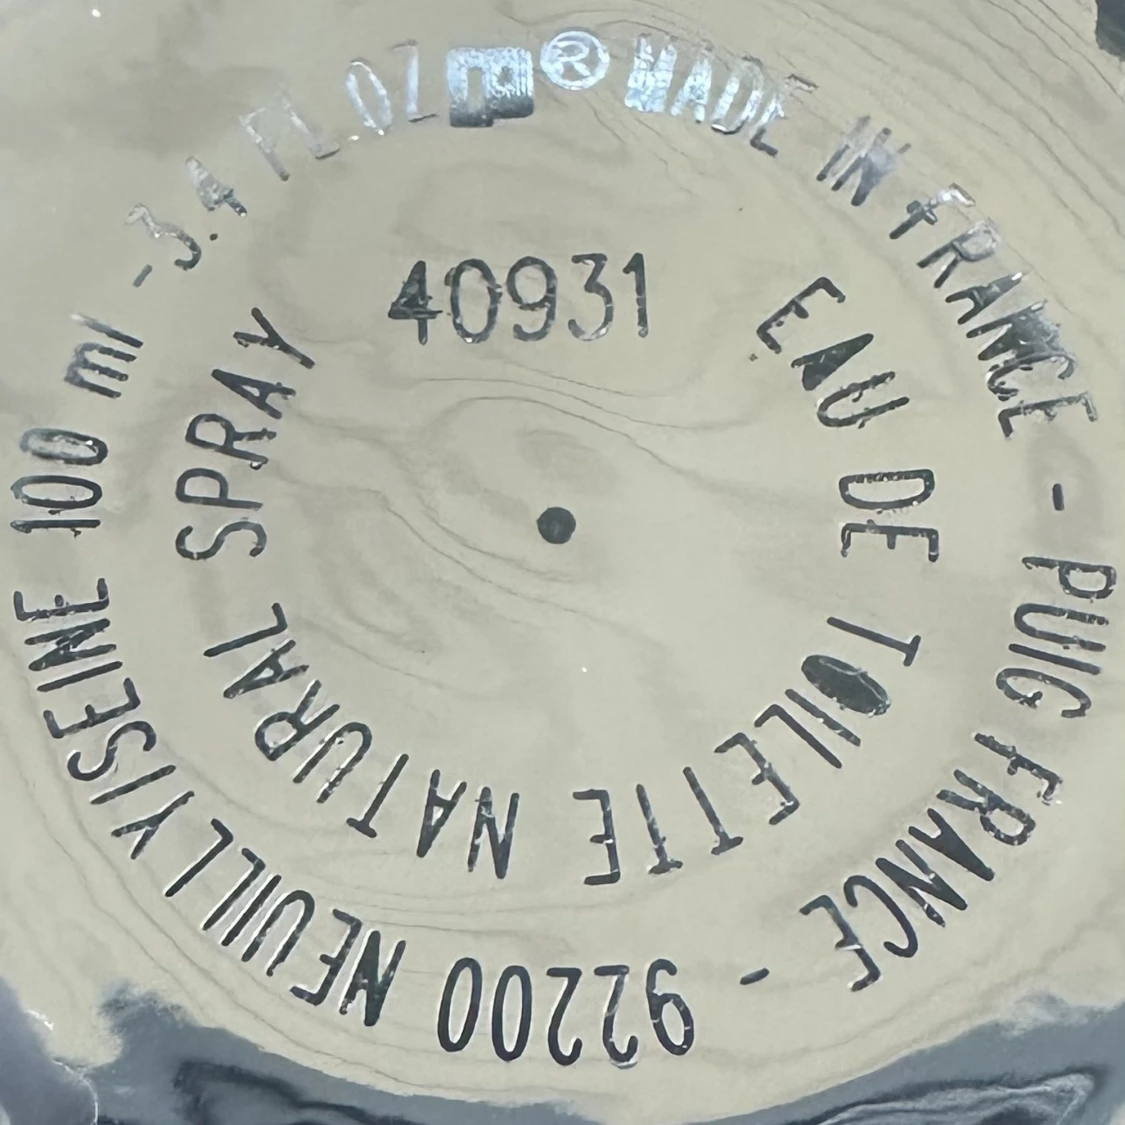 ® MADE IN FRANCE - PUIG FRANCE - 92200 NEUILLY/SEINE 100 ml -3.4 FL OZ
40931
EAU DE TOILETTE NATURAL SPRAY